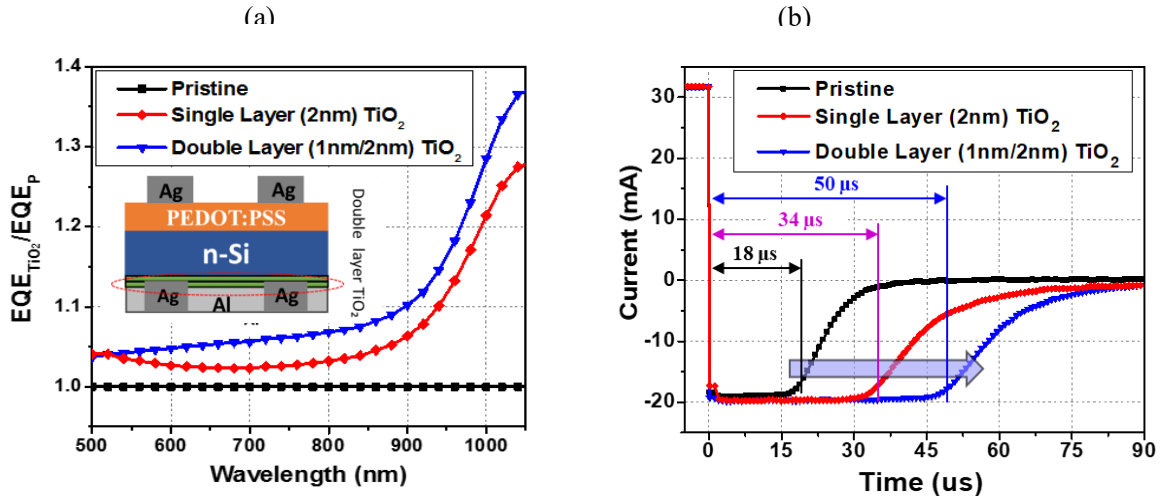 (a)
(b)
1.4
1.3
1.2
1.1
1.0
EQE_TiO₂/EQE_P
Pristine
Single Layer (2nm) TiO₂
Double Layer (1nm/2nm) TiO₂
Ag
Ag
PEDOT:PSS
n-Si
Ag
Ag
Al
Double layer TiO₂
500
600
700
800
900
1000
Wavelength (nm)
30
20
10
0
-10
-20
Current (mA)
Pristine
Single Layer (2nm) TiO₂
Double Layer (1nm/2nm) TiO₂
50 µs
34 µs
18 µs
0
15
30
45
60
75
90
Time (us)